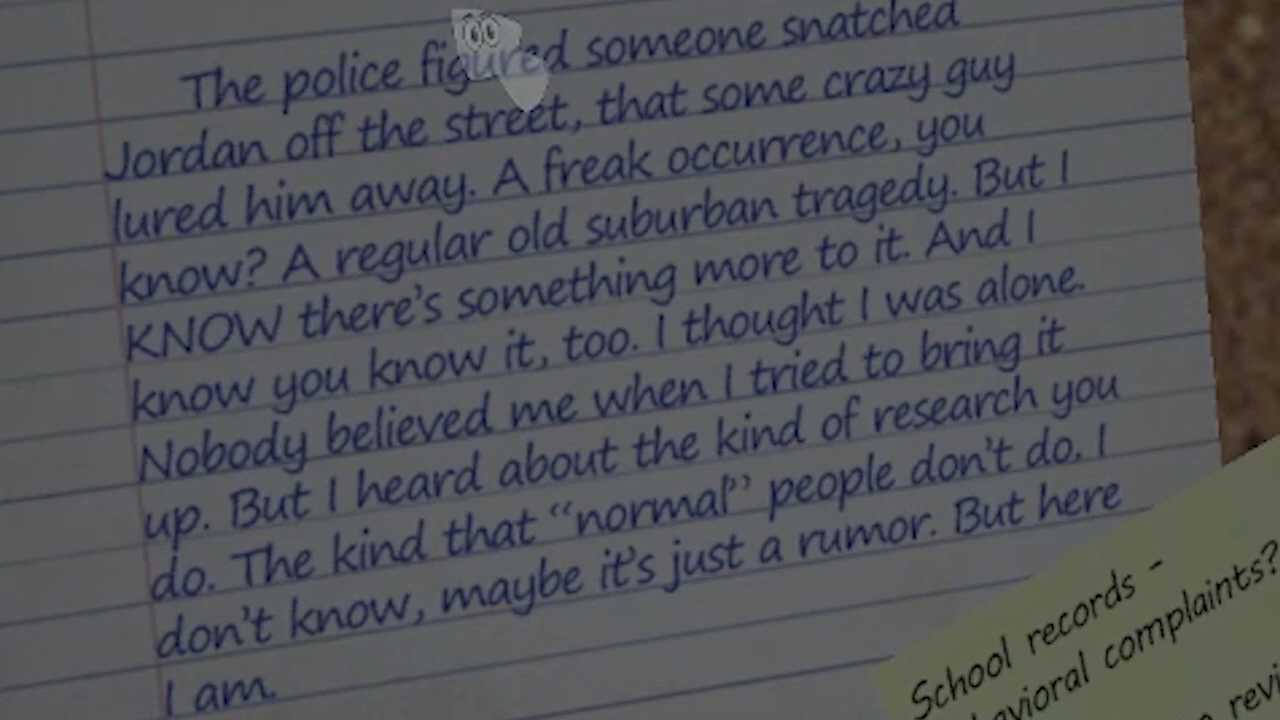 The police figured someone snatched
Jordan off the street, that some crazy guy
lured him away. A freak occurrence, you
know? A regular old suburban tragedy. But I
KNOW there's something more to it. And I
know you know it, too. I thought I was alone.
Nobody believed me when I tried to bring it
up. But I heard about the kind of research you
do. The kind that “normal” people don't do. I
don't know, maybe it's just a rumor. But here
I am.
School records -
complaints?